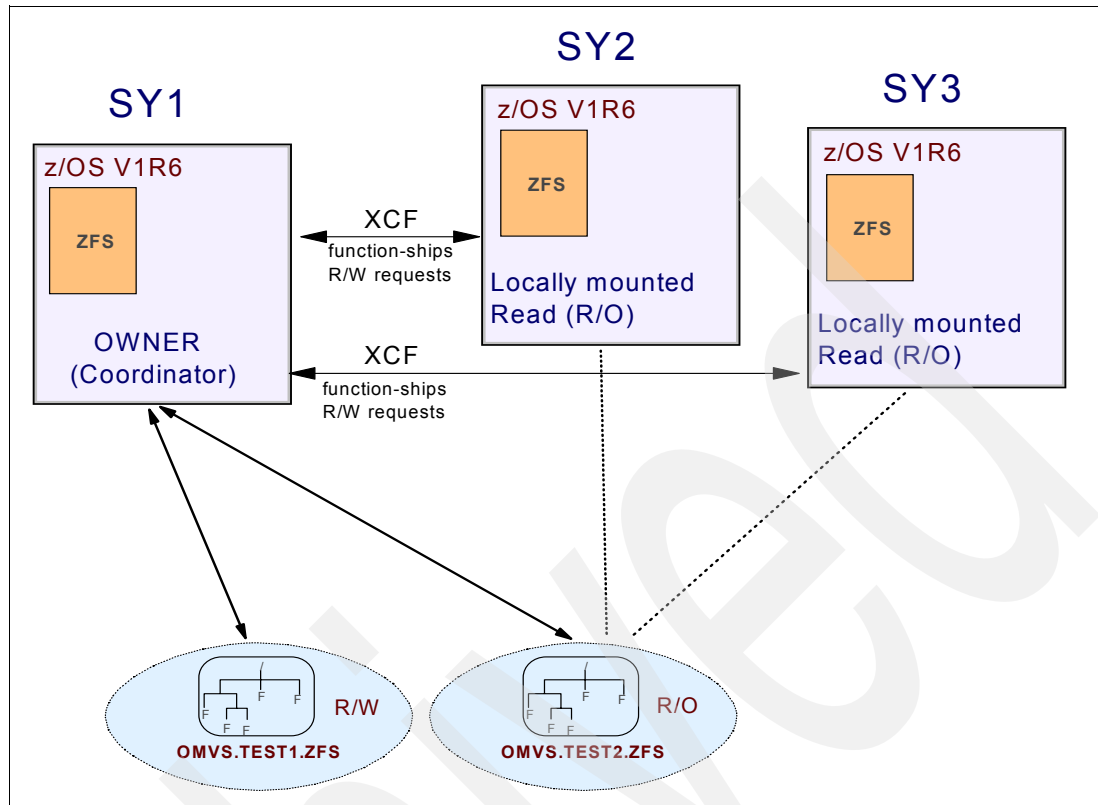 SY1
SY2
SY3
z/OS V1R6
ZFS
OWNER
(Coordinator)
XCF
function-ships
R/W requests
z/OS V1R6
ZFS
Locally mounted
Read (R/O)
XCF
function-ships
R/W requests
z/OS V1R6
ZFS
Locally mounted
Read (R/O)
/
F
F
F
F
F
R/W
OMVS.TEST1.ZFS
/
F
F
F
F
F
R/O
OMVS.TEST2.ZFS